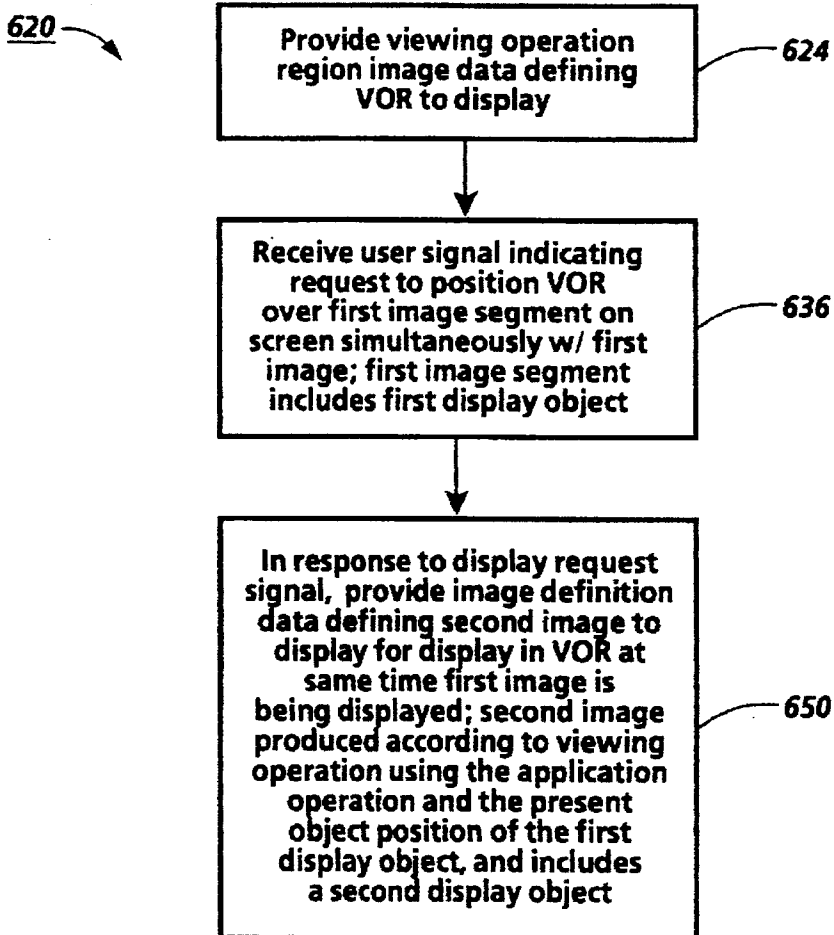 620
Provide viewing operation
region image data defining
VOR to display
624
Receive user signal indicating
request to position VOR
over first image segment on
screen simultaneously w/ first
image; first image segment
includes first display object
636
In response to display request
signal, provide image definition
data defining second image to
display for display in VOR at
same time first image is
being displayed; second image
produced according to viewing
operation using the application
operation and the present
object position of the first
display object, and includes
a second display object
650